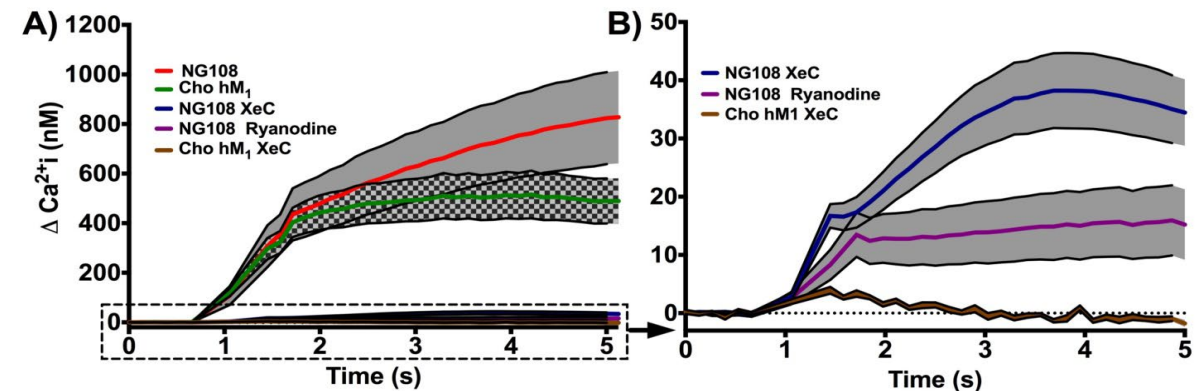 A)
1200
1000
800
600
400
200
0
Δ Ca²⁺i (nM)
NG108
Cho hM₁
NG108 XeC
NG108 Ryanodine
Cho hM₁ XeC
0 1 2 3 4 5
Time (s)
B)
50
40
30
20
10
0
NG108 XeC
NG108 Ryanodine
Cho hM1 XeC
0 1 2 3 4 5
Time (s)